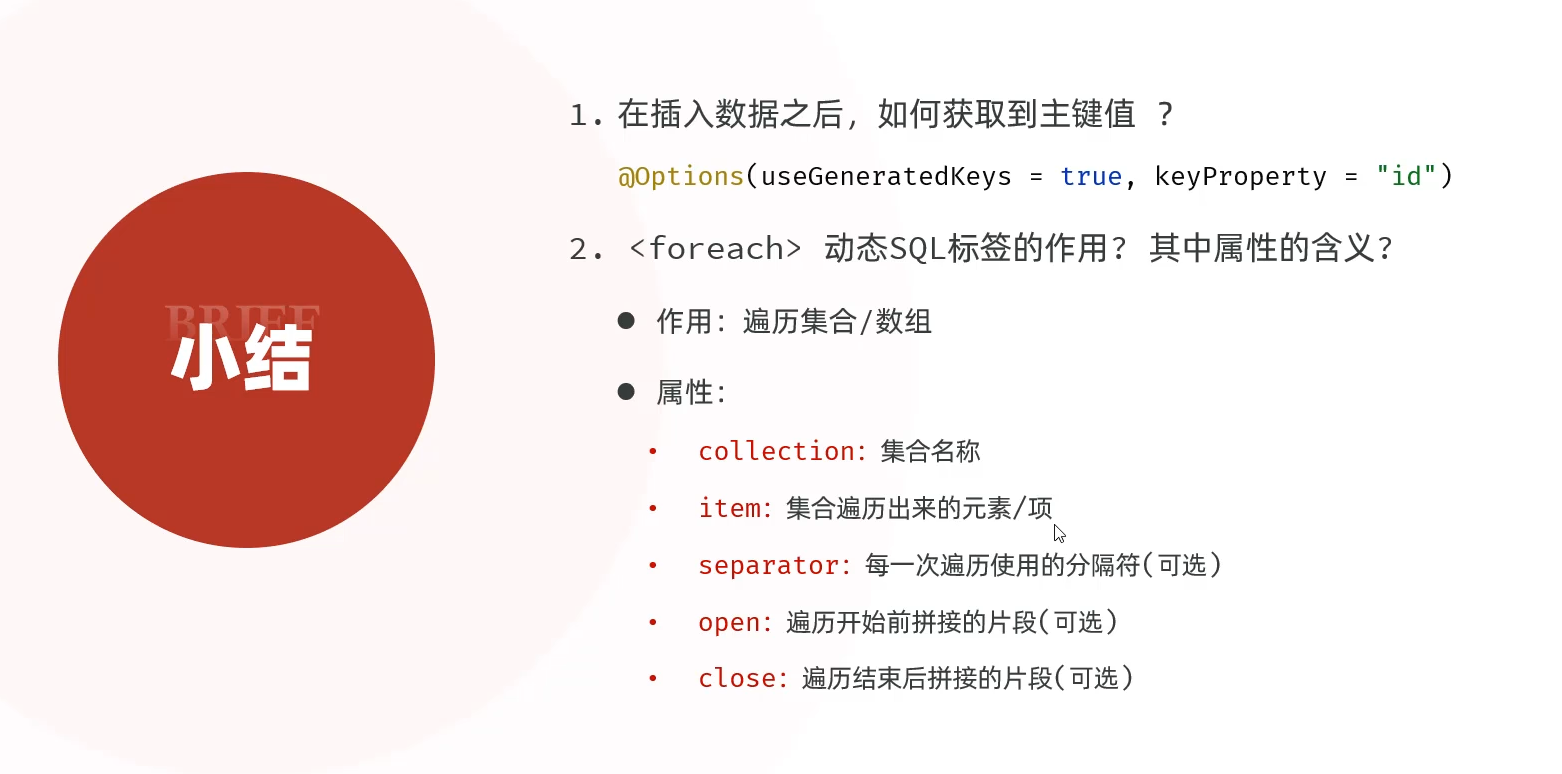 BRIEF
小结
1. 在插入数据之后，如何获取到主键值 ？
@Options(useGeneratedKeys = true, keyProperty = "id")
2. <foreach> 动态SQL标签的作用？ 其中属性的含义？
● 作用：遍历集合/数组
● 属性：
• collection：集合名称
• item：集合遍历出来的元素/项
• separator：每一次遍历使用的分隔符(可选)
• open：遍历开始前拼接的片段(可选)
• close：遍历结束后拼接的片段(可选)